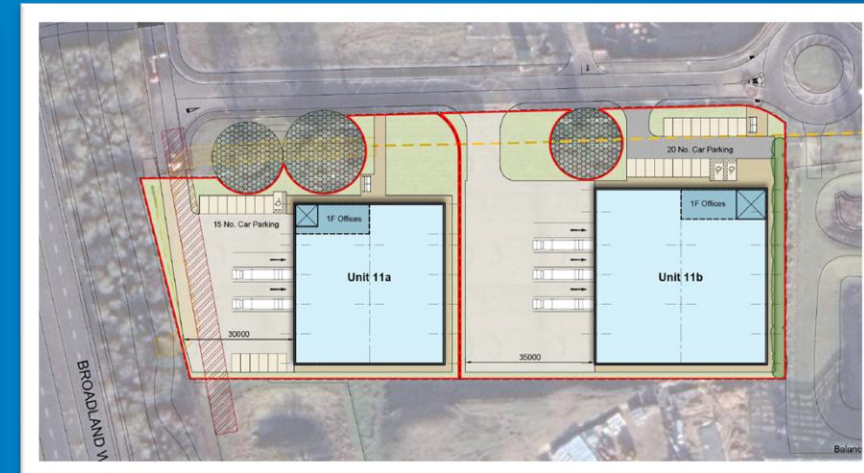 20 No. Car Parking
1F Offices
1F Offices
15 No. Car Parking
Unit 11a
Unit 11b
30000
35000
BROADLAND W
Balanc